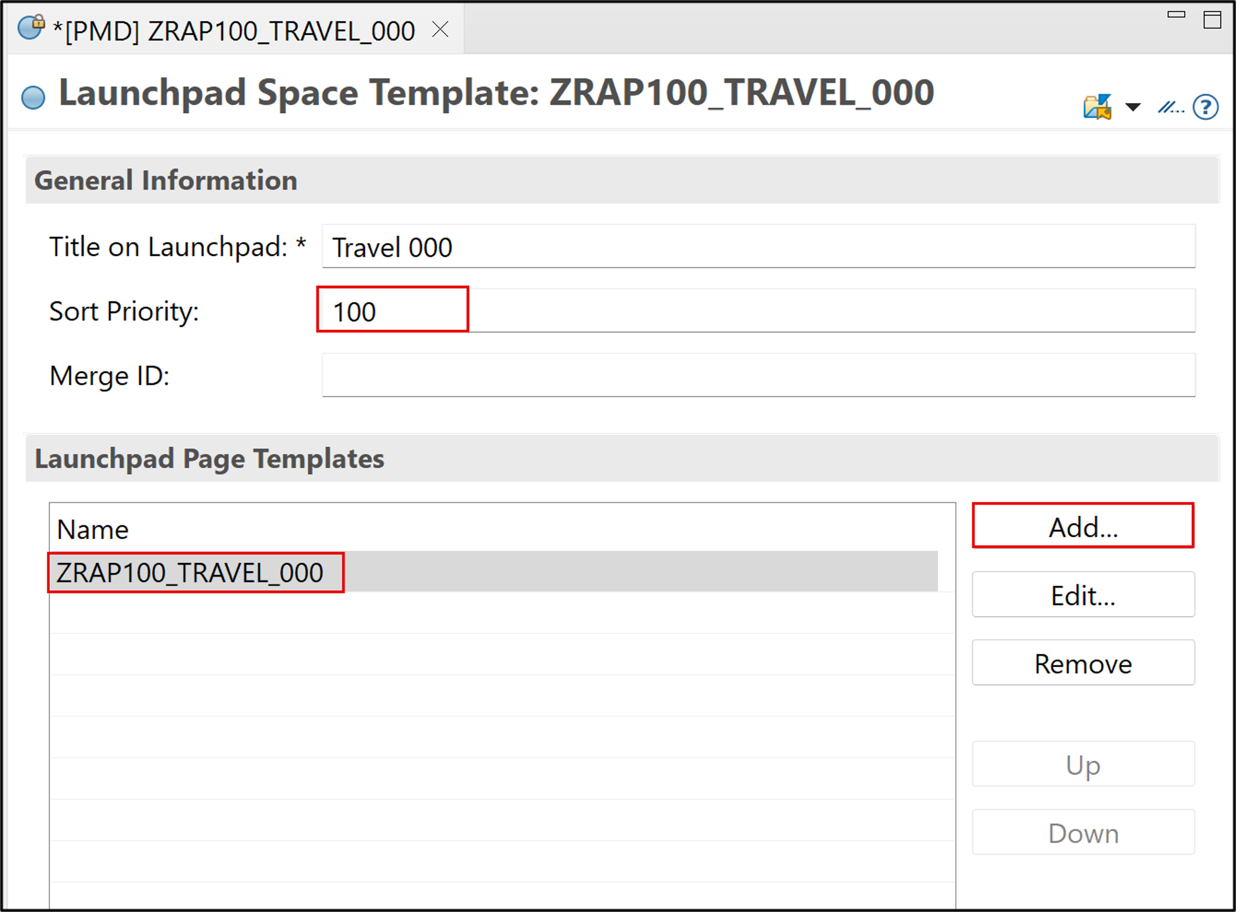 *[PMD] ZRAP100_TRAVEL_000
Launchpad Space Template: ZRAP100_TRAVEL_000
General Information
Title on Launchpad: * Travel 000
Sort Priority: 100
Merge ID:
Launchpad Page Templates
Name
ZRAP100_TRAVEL_000
Add...
Edit...
Remove
Up
Down